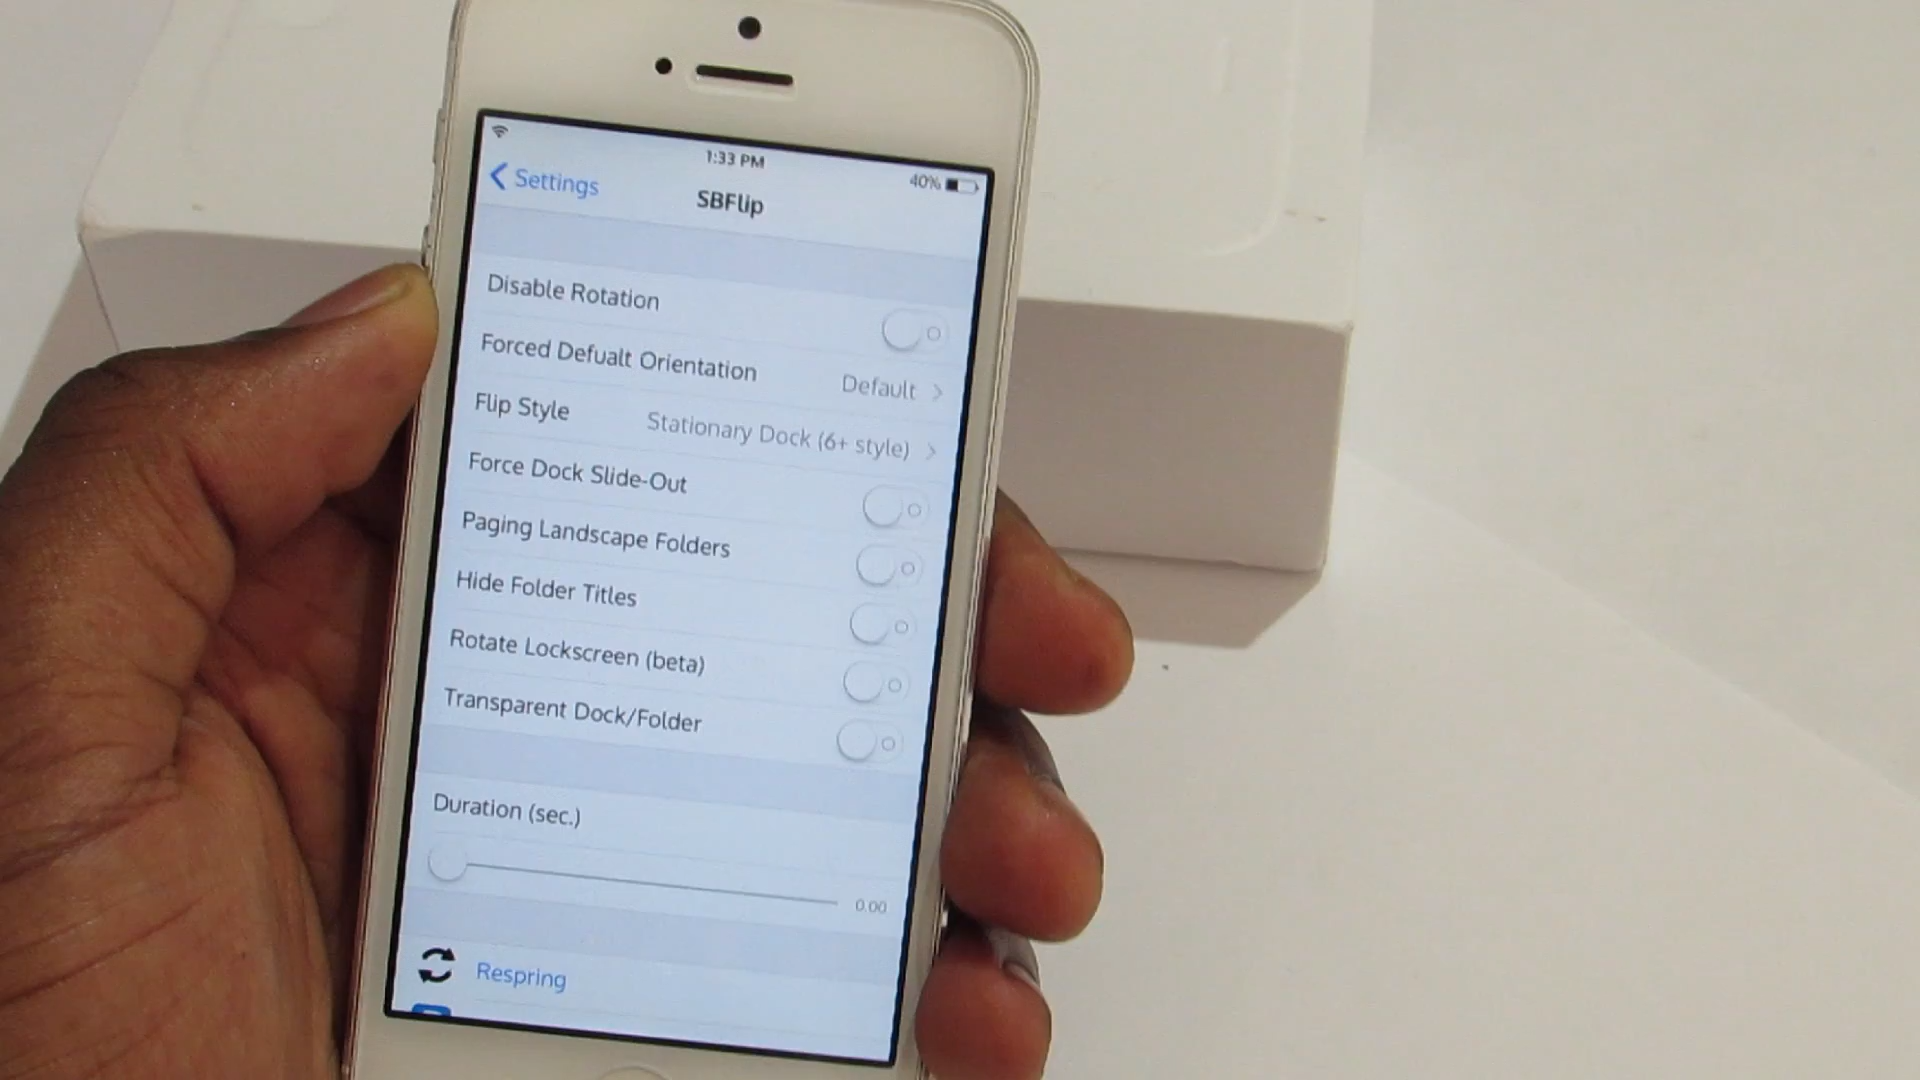 1:33 PM
40%
Settings
SBFlip
Disable Rotation
Forced Defualt Orientation Default
Flip Style Stationary Dock (6+ style)
Force Dock Slide-Out
Paging Landscape Folders
Hide Folder Titles
Rotate Lockscreen (beta)
Transparent Dock/Folder
Duration (sec.)
0.00
Respring